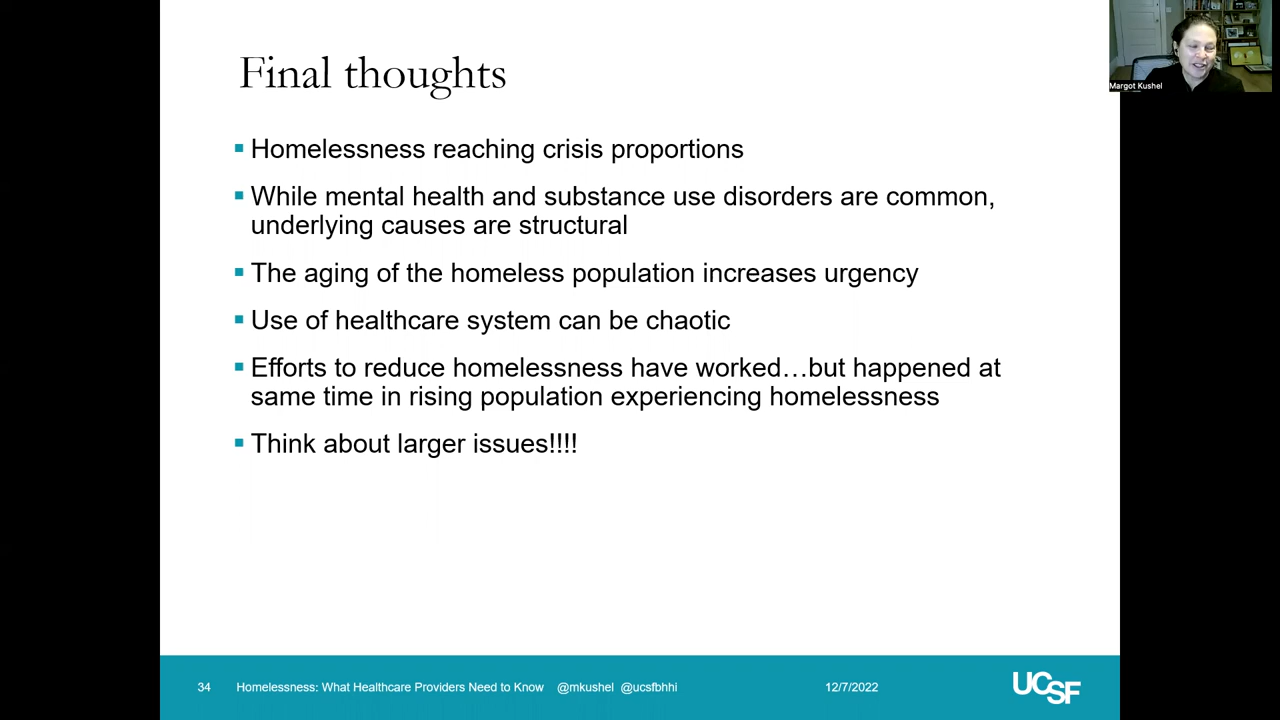 Final thoughts
Margot Kushel
Homelessness reaching crisis proportions
While mental health and substance use disorders are common,
underlying causes are structural
The aging of the homeless population increases urgency
Use of healthcare system can be chaotic
Efforts to reduce homelessness have worked…but happened at
same time in rising population experiencing homelessness
Think about larger issues!!!!
34 Homelessness: What Healthcare Providers Need to Know @mkushel @ucsfbhhi 12/7/2022 UCSF